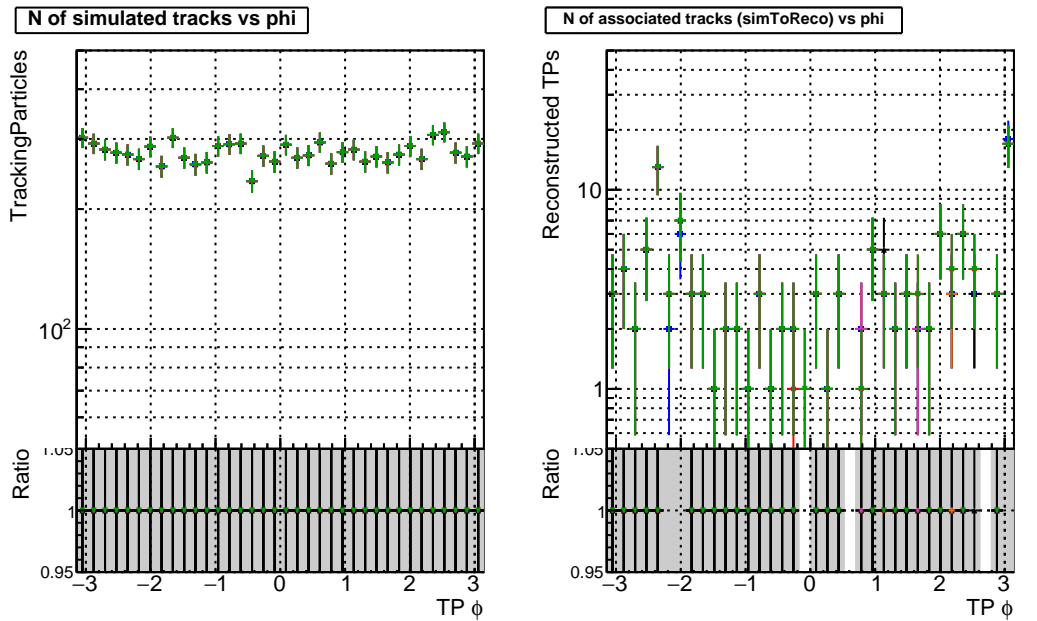 N of simulated tracks vs phi
TrackingParticles
10²
1.05
Ratio
1
0.95
−3 −2 −1 0 1 2 3
TP ϕ
N of associated tracks (simToReco) vs phi
Reconstructed TPs
10
1
1.05
Ratio
1
0.95
−3 −2 −1 0 1 2 3
TP ϕ